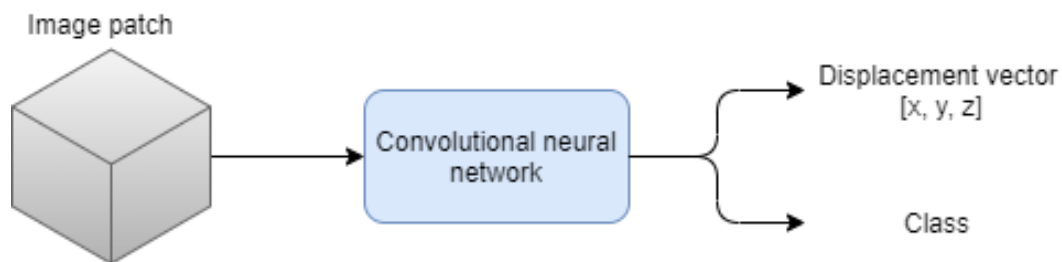 Image patch
Convolutional neural
network
Displacement vector
[x, y, z]
Class